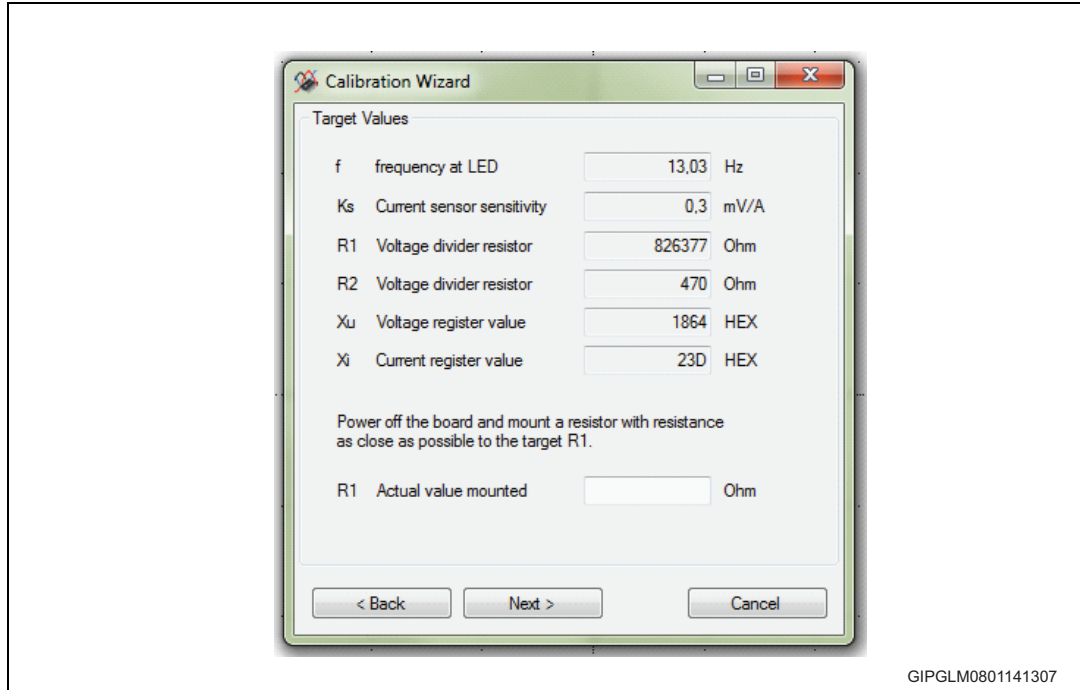 Calibration Wizard
Target Values
f frequency at LED 13,03 Hz
Ks Current sensor sensitivity 0,3 mV/A
R1 Voltage divider resistor 826377 Ohm
R2 Voltage divider resistor 470 Ohm
Xu Voltage register value 1864 HEX
Xi Current register value 23D HEX
Power off the board and mount a resistor with resistance
as close as possible to the target R1.
R1 Actual value mounted Ohm
< Back Next > Cancel
GIPGLM0801141307